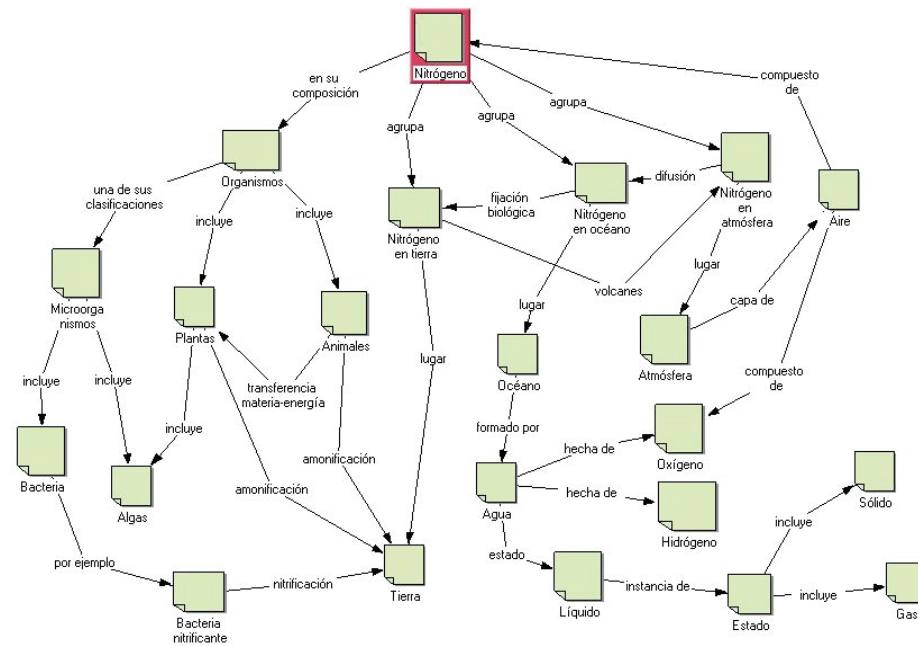 Nitrógeno
en su
composición
agrupa
agrupa
agrupa
compuesto
de
Organismos
una de sus
clasificaciones
incluye
incluye
fijación
biológica
difusión
Nitrógeno
en tierra
Nitrógeno
en océano
Nitrógeno
en
atmósfera
Aire
Microorga
nismos
Plantas
Animales
lugar
volcanes
lugar
capa de
lugar
Océano
Atmósfera
compuesto
de
incluye
incluye
incluye
transferencia
materia-energía
formado por
hecha de
Oxígeno
Bacteria
Algas
amonificación
amonificación
Agua
hecha de
Hidrógeno
incluye
Sólido
por ejemplo
nitrificación
Tierra
estado
Líquido
instancia de
Estado
incluye
Gas
Bacteria
nitrificante